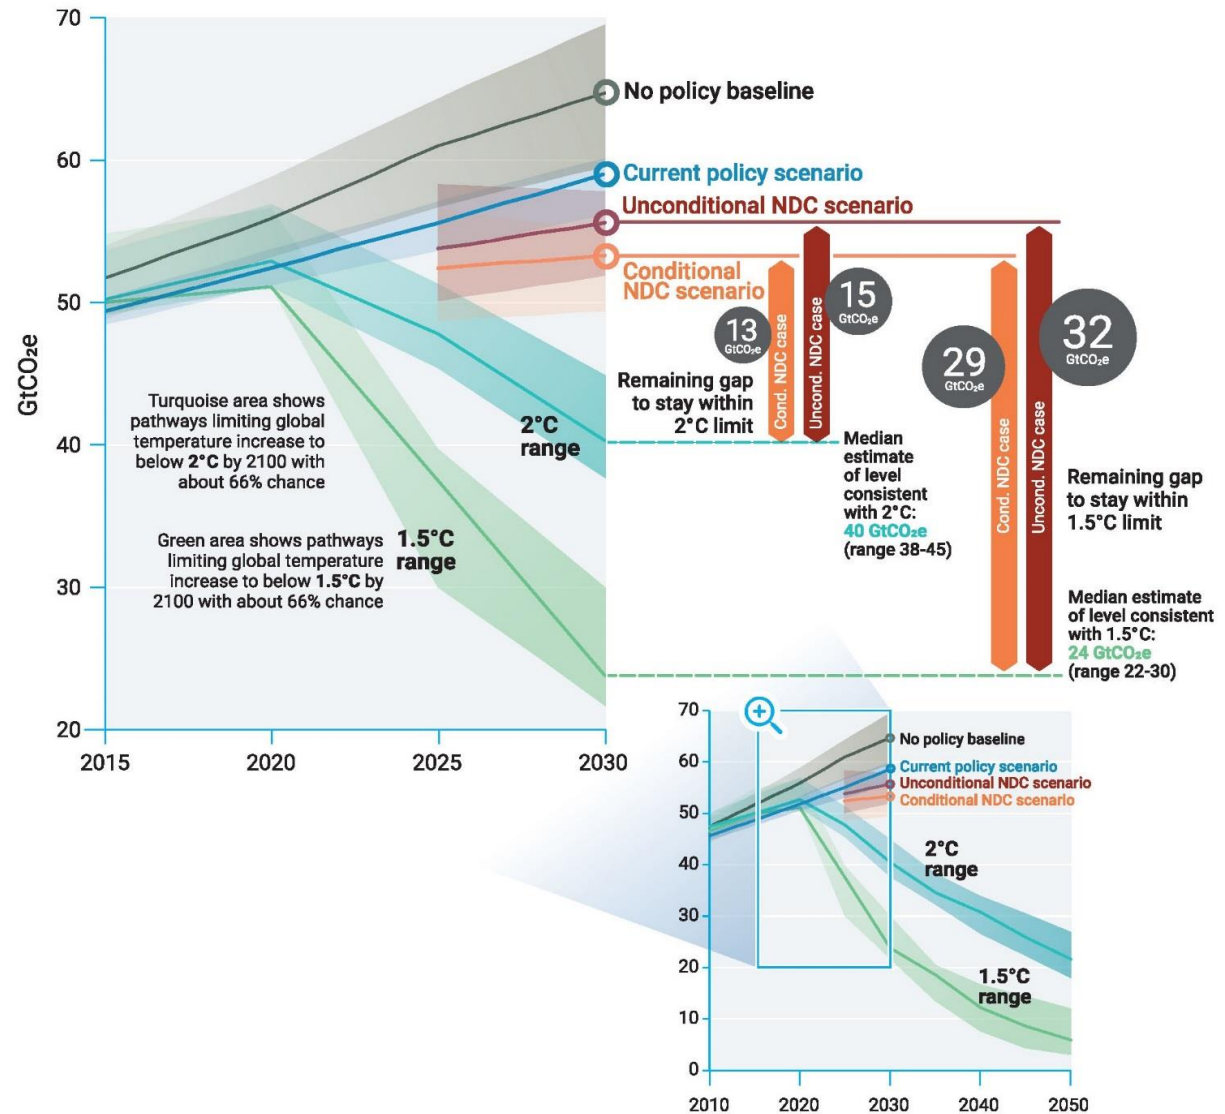 70
60
50
40
30
20
GtCO₂e
2015
2020
2025
2030
No policy baseline
Current policy scenario
Unconditional NDC scenario
Conditional
NDC scenario
Turquoise area shows
pathways limiting global
temperature increase to
below 2°C by 2100 with
about 66% chance
Green area shows pathways
limiting global temperature
increase to below 1.5°C by
2100 with about 66% chance
2°C
range
1.5°C
range
13
GtCO₂e
Cond. NDC case
Uncond. NDC case
15
GtCO₂e
Remaining gap
to stay within
2°C limit
Median
estimate
of level
consistent
with 2°C:
40 GtCO₂e
(range 38-45)
29
GtCO₂e
Cond. NDC case
Uncond. NDC case
32
GtCO₂e
Remaining gap
to stay within
1.5°C limit
Median estimate
of level consistent
with 1.5°C:
24 GtCO₂e
(range 22-30)
70
60
50
40
30
20
10
0
2010
2020
2030
2040
2050
No policy baseline
Current policy scenario
Unconditional NDC scenario
Conditional NDC scenario
2°C
range
1.5°C
range